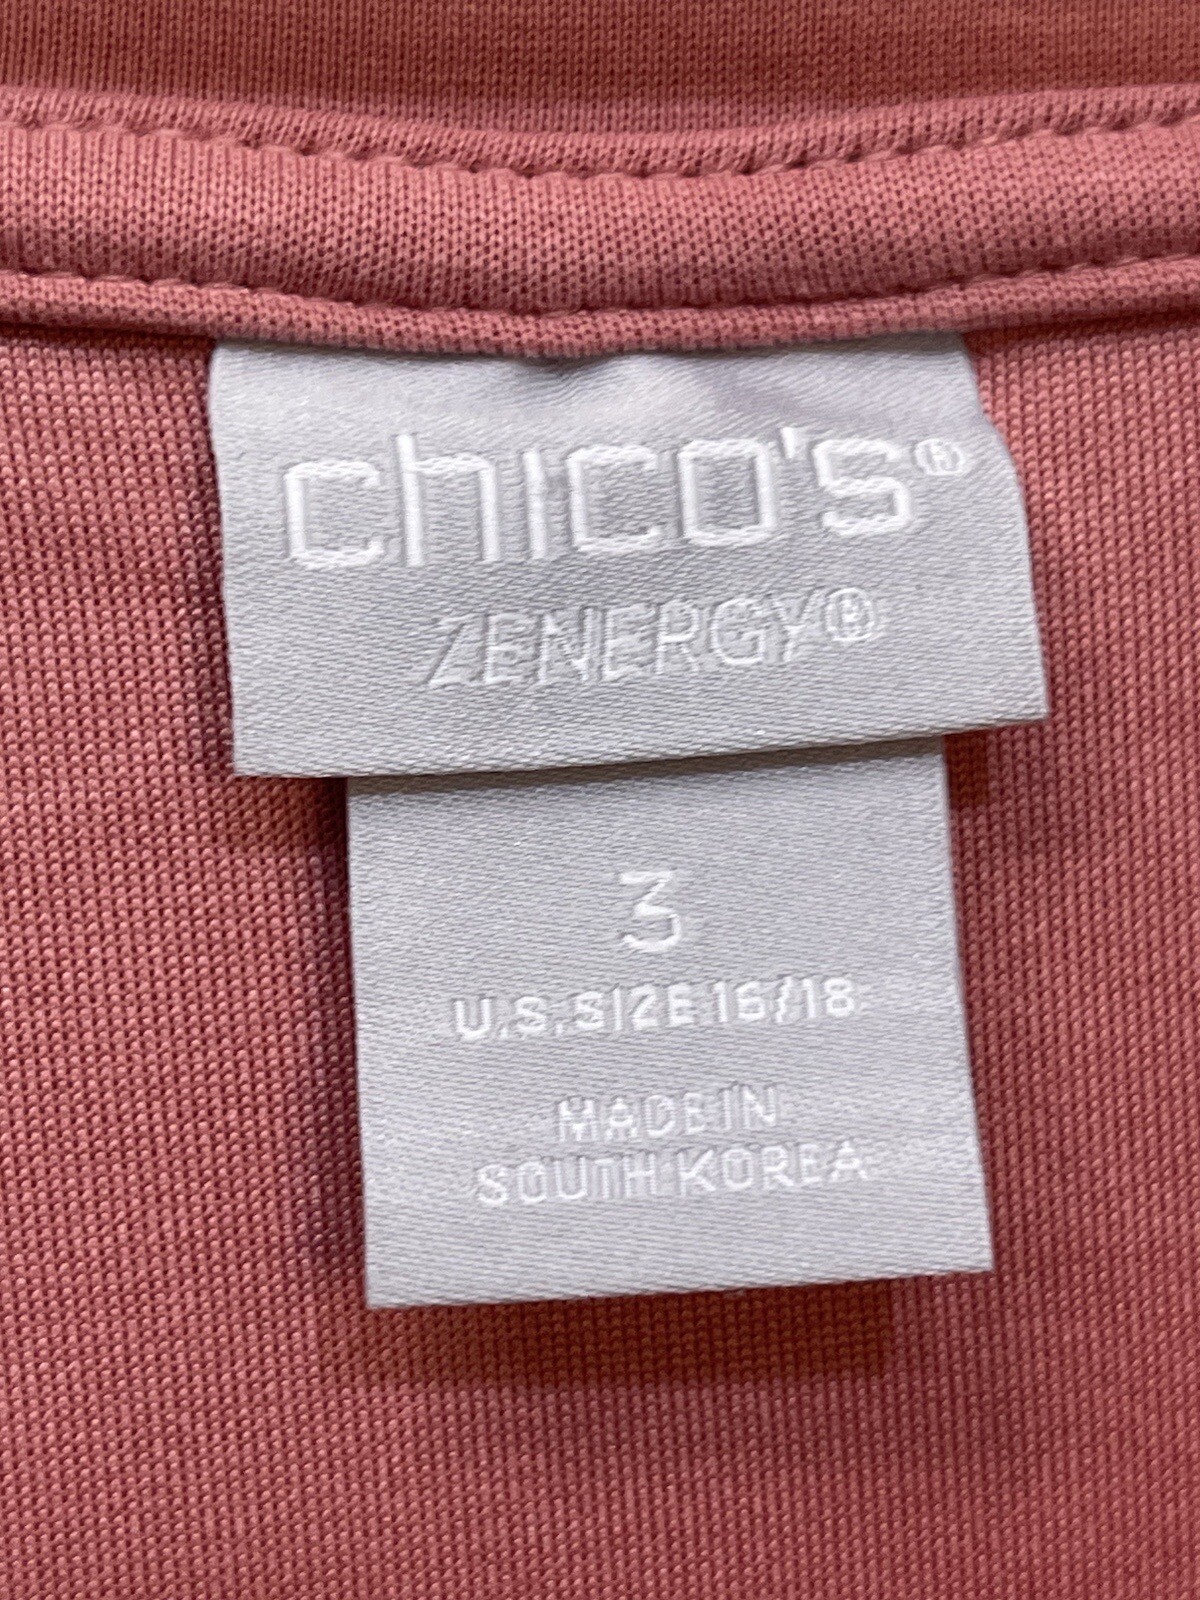 chico's®
ZENERGY®
3
U.S. SIZE 16/18
MADE IN
SOUTH KOREA